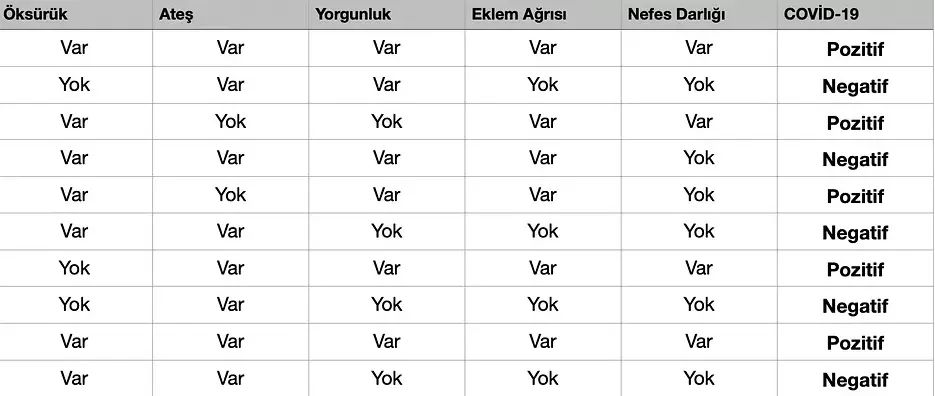 Öksürük Ateş Yorgunluk Eklem Ağrısı Nefes Darlığı COVİD-19
Var Var Var Var Var Pozitif
Yok Var Var Yok Yok Negatif
Var Yok Yok Var Var Pozitif
Var Var Var Var Yok Negatif
Var Yok Var Var Yok Pozitif
Var Var Yok Yok Yok Negatif
Yok Var Var Var Var Pozitif
Yok Var Yok Yok Yok Negatif
Var Var Var Var Var Pozitif
Var Var Yok Yok Yok Negatif